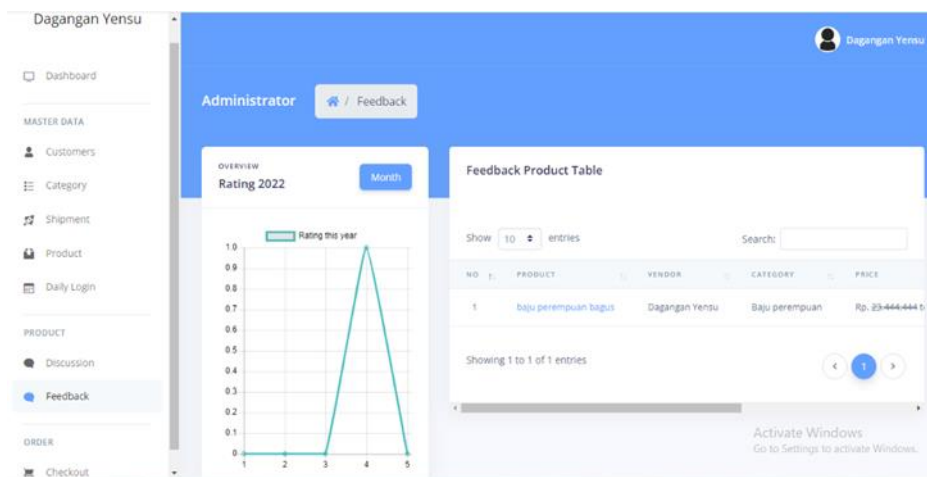 Dagangan Yensu
Dashboard
MASTER DATA
Customers
Category
Shipment
Product
Daily Login
PRODUCT
Discussion
Feedback
ORDER
Checkout
Dagangan Yensu
Administrator
/ Feedback
OVERVIEW
Rating 2022
Month
Rating this year
1.0
0.9
0.8
0.7
0.6
0.5
0.4
0.3
0.2
0.1
0
1 2 3 4 5
Feedback Product Table
Show 10 entries Search:
NO PRODUCT VENDOR CATEGORY PRICE
1 baju perempuan bagus Dagangan Yensu Baju perempuan Rp. 23.444.444
Showing 1 to 1 of 1 entries
1
Activate Windows
Go to Settings to activate Windows.